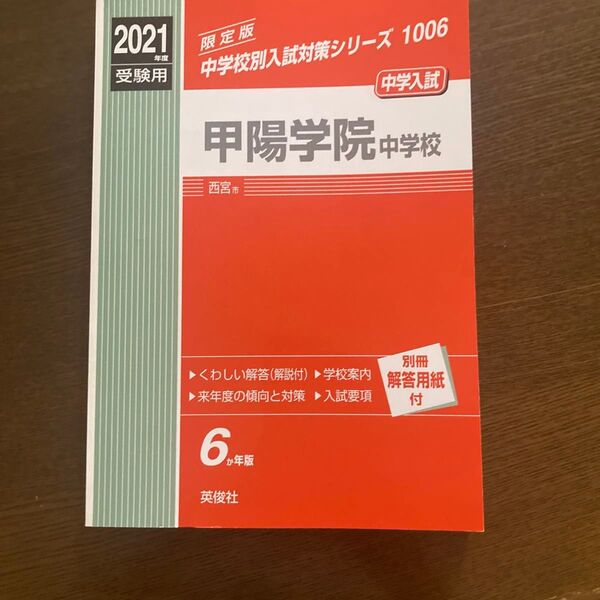 2021年度
受験用
限定版
中学校別入試対策シリーズ 1006
中学入試
甲陽学院中学校
西宮市
▶くわしい解答(解説付) ▶学校案内
▶来年度の傾向と対策 ▶入試要項
別冊
解答用紙
付
6か年版
英俊社